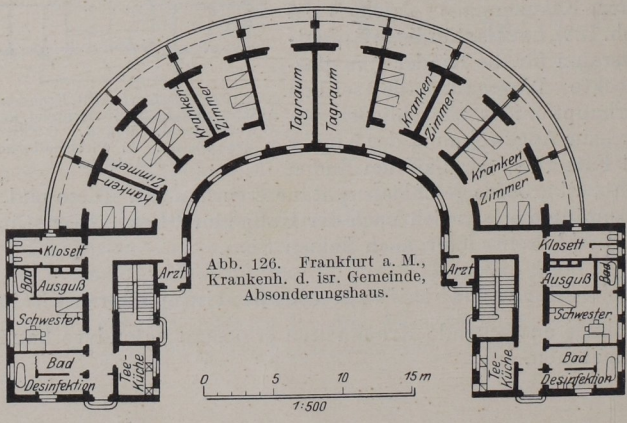 Kranken-
Zimmer
Tagraum
Tagraum
Kranken-
Zimmer
Kanken-
Zimmer
Kranken
Zimmer
Klosett
Bad
Ausguß
Schwester
Bad
Desinfektion
Tee-
Küche
Arzt
Abb. 126. Frankfurt a. M.,
Krankenh. d. isr. Gemeinde,
Absonderungshaus.
Arzt
Klosett
Ausguß
Bad
Schwester
Bad
Desinfektion
Tee-
Küche
0 5 10 15 m
1:500